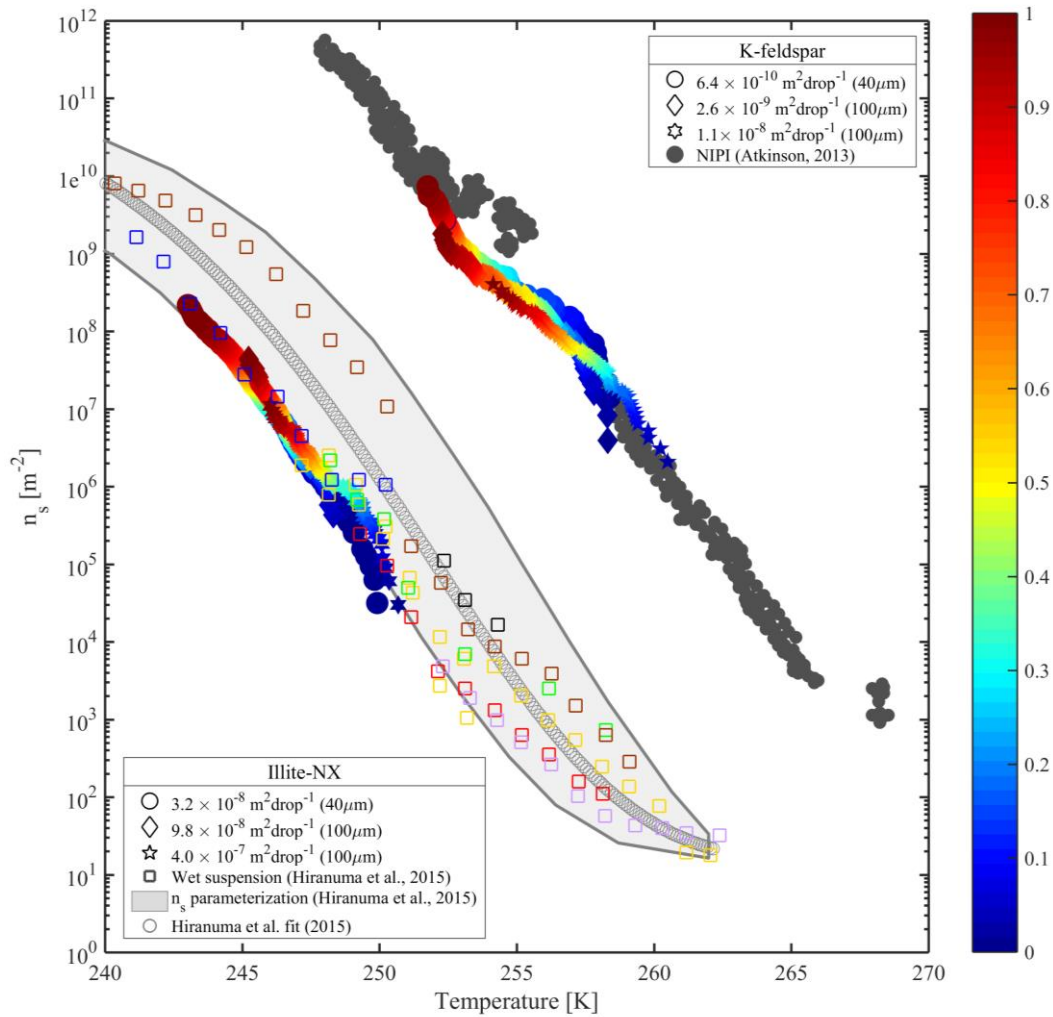 10^12
10^11
1e^10
10^9
10^8
10^7
10^6
10^5
10^4
10^3
10^2
10^1
10^0
n_s [m^-2]
K-feldspar
6.4 × 10^-10 m^2drop^-1 (40μm)
2.6 × 10^-9 m^2drop^-1 (100μm)
1.1× 10^-8 m^2drop^-1 (100μm)
NIPI (Atkinson, 2013)
Illite-NX
3.2 × 10^-8 m^2drop^-1 (40μm)
9.8 × 10^-8 m^2drop^-1 (100μm)
4.0 × 10^-7 m^2drop^-1 (100μm)
Wet suspension (Hiranuma et al., 2015)
n_s parameterization (Hiranuma et al., 2015)
Hiranuma et al. fit (2015)
240 245 250 255 260 265 270
Temperature [K]
1
0.9
0.8
0.7
0.6
0.5
0.4
0.3
0.2
0.1
0